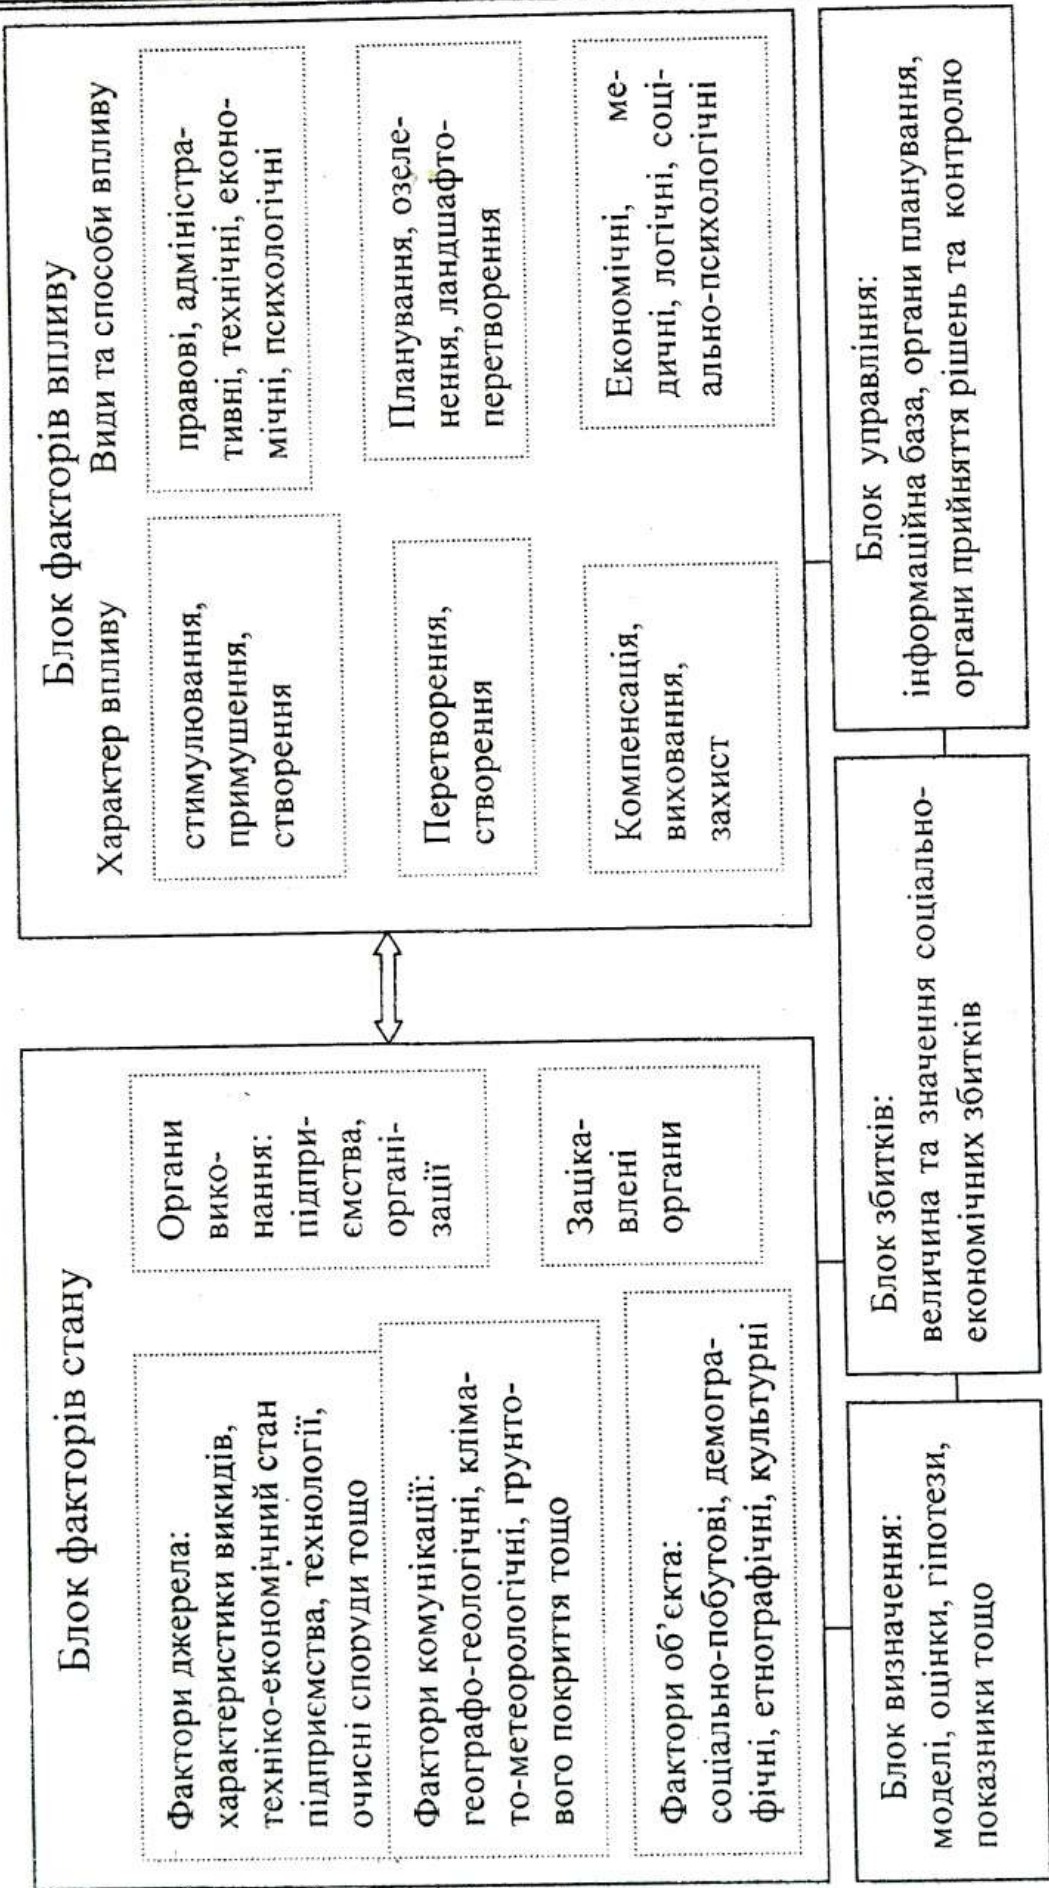 Блок факторів стану
Фактори джерела:
характеристики викидів,
техніко-економічний стан
підприємства, технології,
очисні споруди тощо
Фактори комунікації:
географо-геологічні, кліма-
то-метеорологічні, грунто-
вого покриття тощо
Фактори об’єкта:
соціально-побутові, демогра-
фічні, етнографічні, культурні
Органи
вико-
нання:
підпри-
ємства,
органі-
зації
Заціка-
влені
органи
Блок факторів впливу
Характер впливу
Види та способи впливу
стимулювання,
примушення,
створення
правові, адміністра-
тивні, технічні, еконо-
мічні, психологічні
Перетворення,
створення
Планування, озеле-
нення, ландшафто-
перетворення
Компенсація,
виховання,
захист
Економічні, ме-
дичні, логічні, соці-
ально-психологічні
Блок визначення:
моделі, оцінки, гіпотези,
показники тощо
Блок збитків:
величина та значення соціально-
економічних збитків
Блок управління:
інформаційна база, органи планування,
органи прийняття рішень та контролю